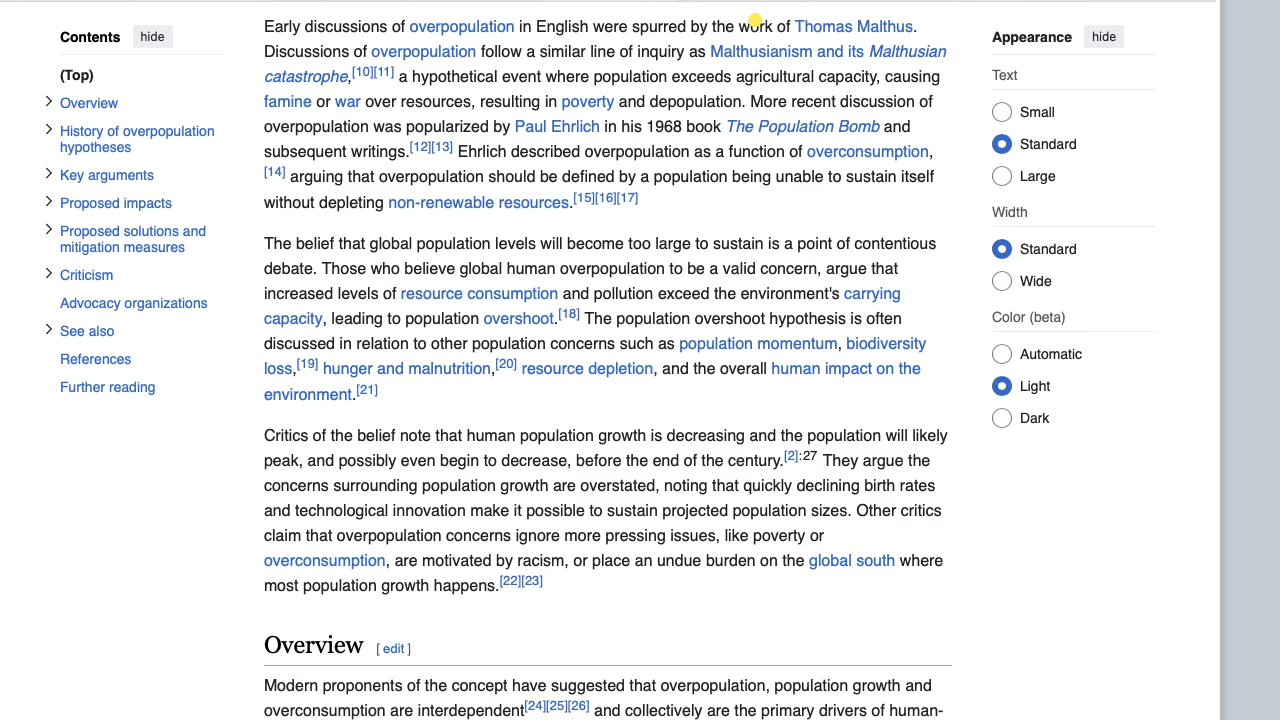 Contents hide
(Top)
Overview
History of overpopulation
hypotheses
Key arguments
Proposed impacts
Proposed solutions and
mitigation measures
Criticism
Advocacy organizations
See also
References
Further reading
Early discussions of overpopulation in English were spurred by the work of Thomas Malthus.
Discussions of overpopulation follow a similar line of inquiry as Malthusianism and its Malthusian
catastrophe,[10][11] a hypothetical event where population exceeds agricultural capacity, causing
famine or war over resources, resulting in poverty and depopulation. More recent discussion of
overpopulation was popularized by Paul Ehrlich in his 1968 book The Population Bomb and
subsequent writings.[12][13] Ehrlich described overpopulation as a function of overconsumption,
[14] arguing that overpopulation should be defined by a population being unable to sustain itself
without depleting non-renewable resources.[15][16][17]
The belief that global population levels will become too large to sustain is a point of contentious
debate. Those who believe global human overpopulation to be a valid concern, argue that
increased levels of resource consumption and pollution exceed the environment's carrying
capacity, leading to population overshoot.[18] The population overshoot hypothesis is often
discussed in relation to other population concerns such as population momentum, biodiversity
loss,[19] hunger and malnutrition,[20] resource depletion, and the overall human impact on the
environment.[21]
Critics of the belief note that human population growth is decreasing and the population will likely
peak, and possibly even begin to decrease, before the end of the century.[2]:27 They argue the
concerns surrounding population growth are overstated, noting that quickly declining birth rates
and technological innovation make it possible to sustain projected population sizes. Other critics
claim that overpopulation concerns ignore more pressing issues, like poverty or
overconsumption, are motivated by racism, or place an undue burden on the global south where
most population growth happens.[22][23]
Overview [ edit ]
Modern proponents of the concept have suggested that overpopulation, population growth and
overconsumption are interdependent[24][25][26] and collectively are the primary drivers of human-
Appearance hide
Text
Small
Standard
Large
Width
Standard
Wide
Color (beta)
Automatic
Light
Dark